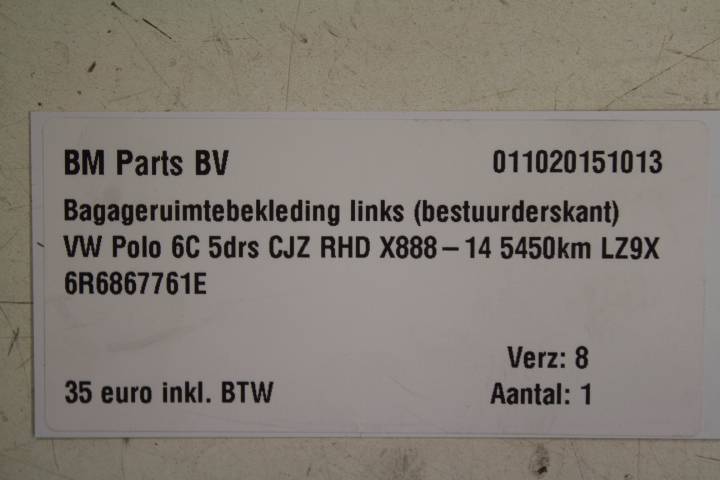 BM Parts BV 011020151013
Bagageruimtebekleding links (bestuurderskant)
VW Polo 6C 5drs CJZ RHD X888-14 5450km LZ9X
6R6867761E
Verz: 8
35 euro inkl. BTW Aantal: 1